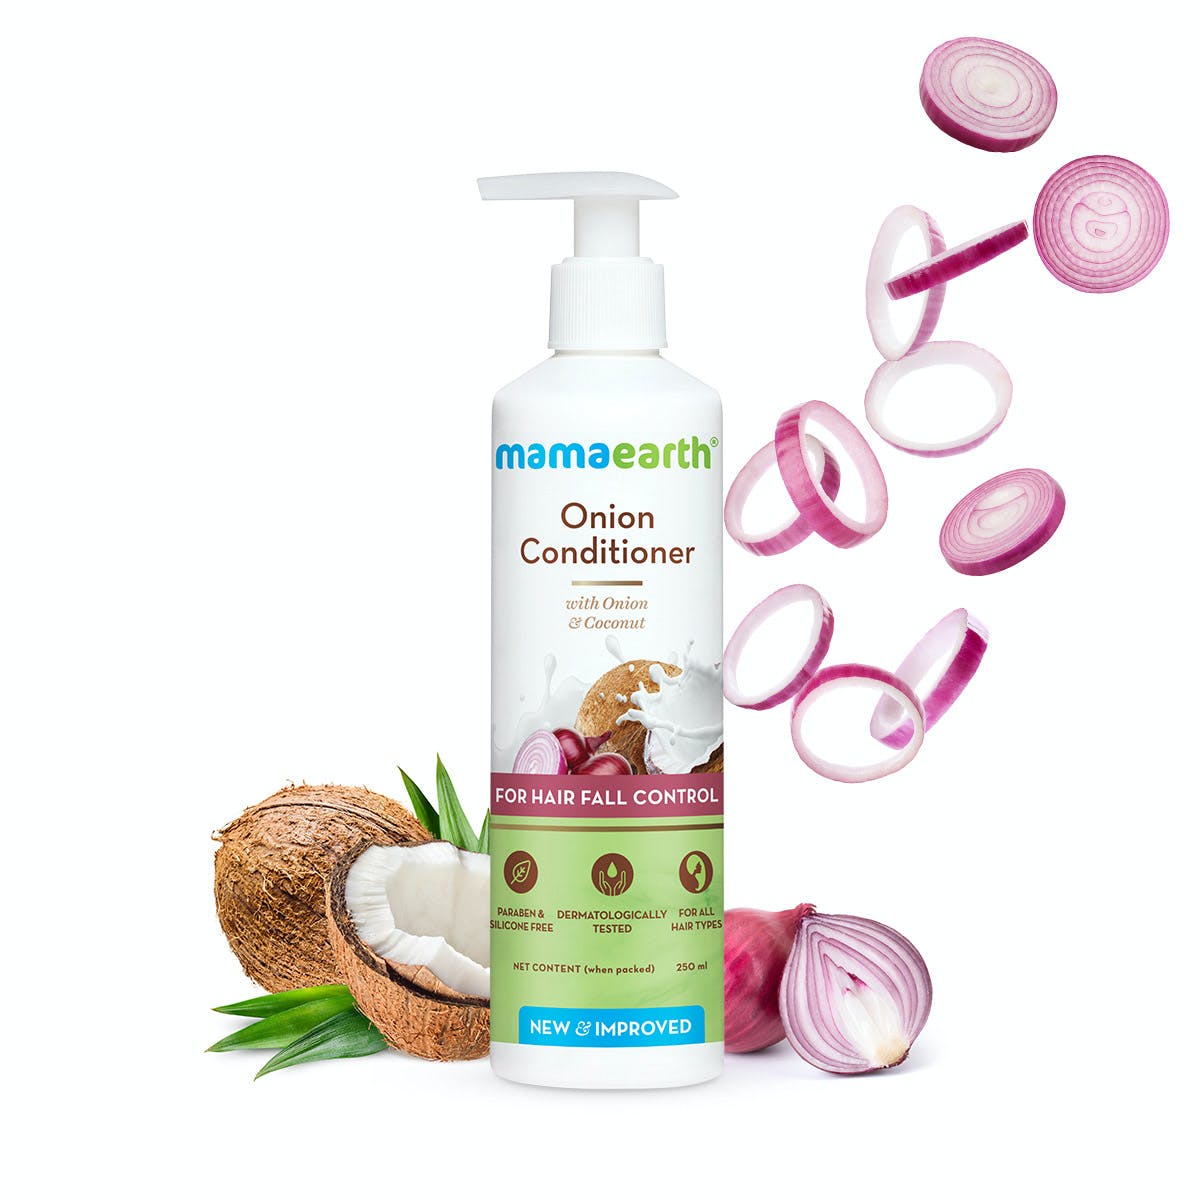 mamaearth®
Onion
Conditioner
with Onion
& Coconut
FOR HAIR FALL CONTROL
PARABEN &
SILICONE FREE
DERMATOLOGICALLY
TESTED
FOR ALL
HAIR TYPES
NET CONTENT (when packed) 250 ml
NEW & IMPROVED